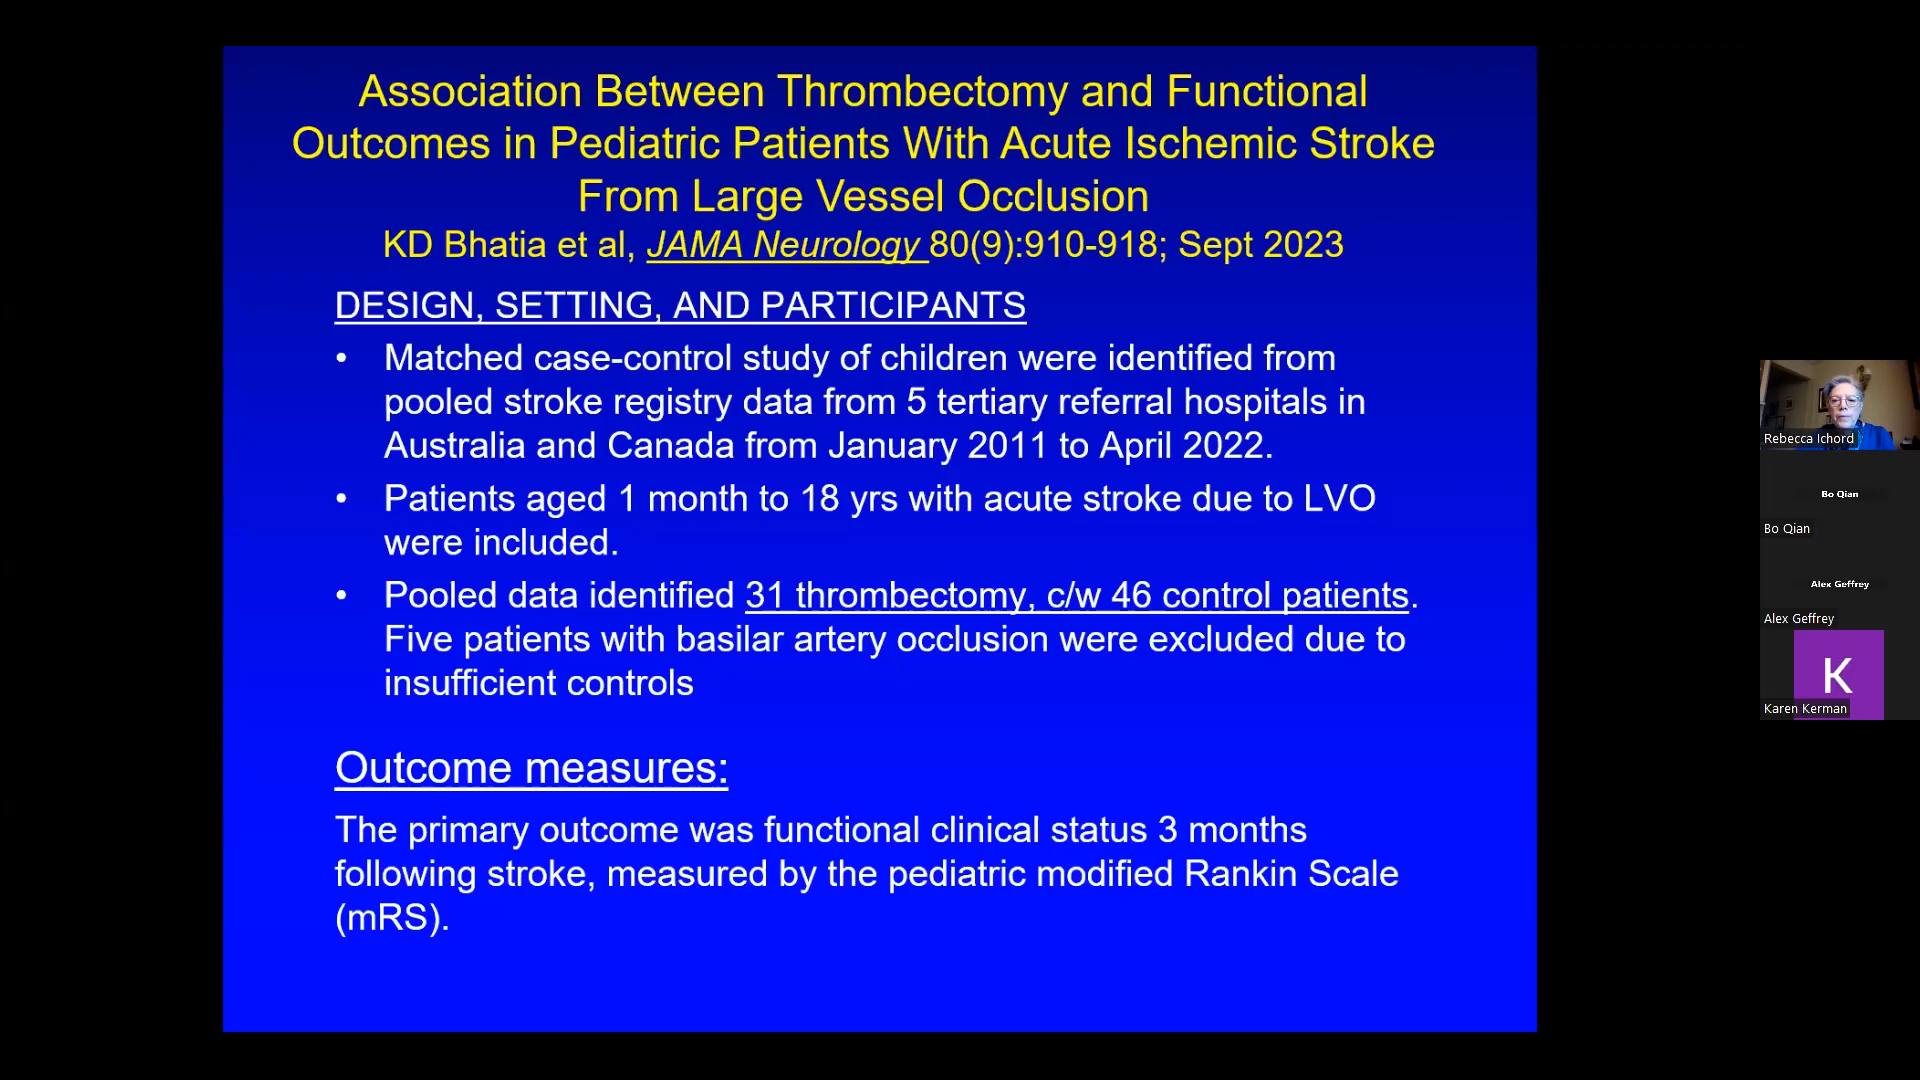 Association Between Thrombectomy and Functional
Outcomes in Pediatric Patients With Acute Ischemic Stroke
From Large Vessel Occlusion
KD Bhatia et al, JAMA Neurology 80(9):910-918; Sept 2023
DESIGN, SETTING, AND PARTICIPANTS
• Matched case-control study of children were identified from
pooled stroke registry data from 5 tertiary referral hospitals in
Australia and Canada from January 2011 to April 2022.
• Patients aged 1 month to 18 yrs with acute stroke due to LVO
were included.
• Pooled data identified 31 thrombectomy, c/w 46 control patients.
Five patients with basilar artery occlusion were excluded due to
insufficient controls
Outcome measures:
The primary outcome was functional clinical status 3 months
following stroke, measured by the pediatric modified Rankin Scale
(mRS).
Rebecca Ichord
Bo Qian
Bo Qian
Alex Geffrey
Alex Geffrey
K
Karen Kerman